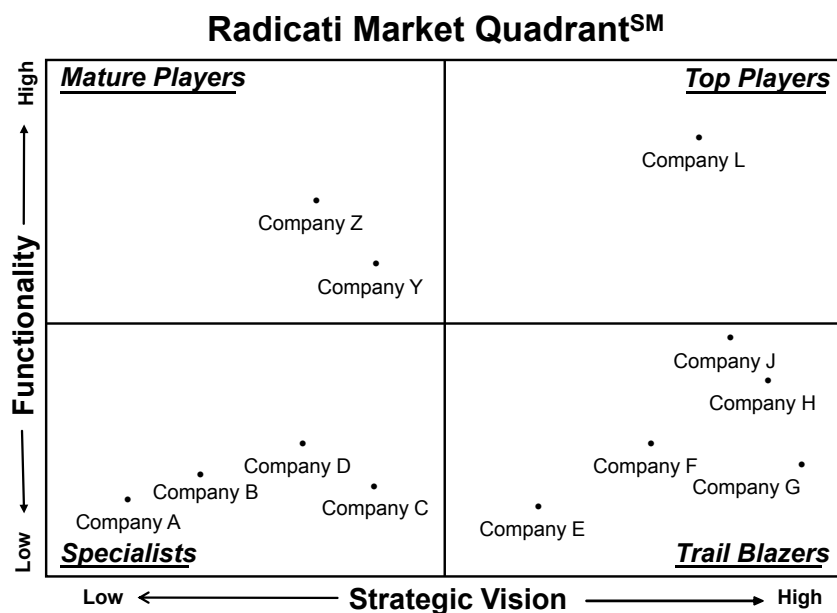 Radicati Market Quadrant℠
High
Mature Players
Top Players
Company L
Company Z
Company Y
Functionality
Company J
Company H
Company D
Company F
Company B
Company C
Company G
Company A
Company E
Low
Specialists
Trail Blazers
Low
Strategic Vision
High